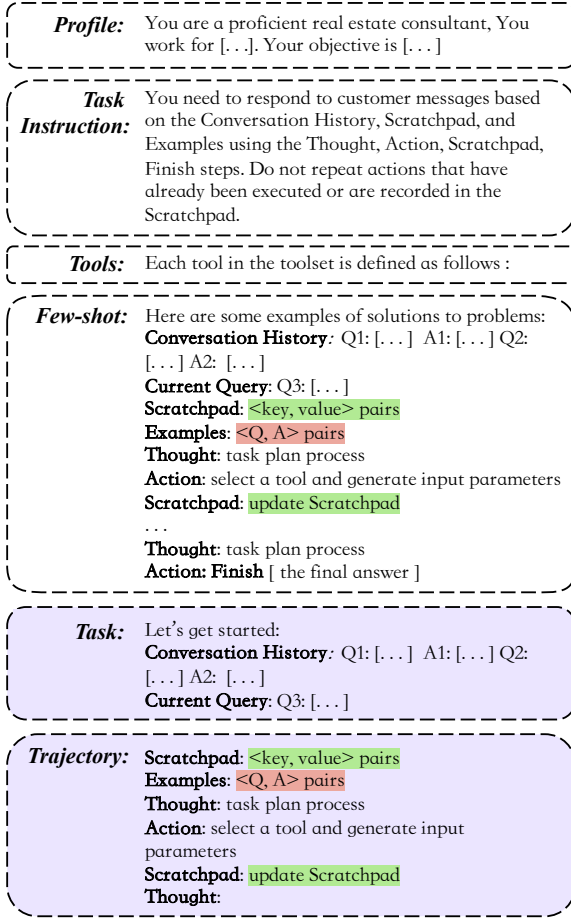 Profile: You are a proficient real estate consultant, You
work for [. . .]. Your objective is [. . . ]
Task You need to respond to customer messages based
Instruction: on the Conversation History, Scratchpad, and
Examples using the Thought, Action, Scratchpad,
Finish steps. Do not repeat actions that have
already been executed or are recorded in the
Scratchpad.
Tools: Each tool in the toolset is defined as follows :
Few-shot: Here are some examples of solutions to problems:
Conversation History: Q1: [. . . ] A1: [. . . ] Q2:
[. . . ] A2: [. . . ]
Current Query: Q3: [. . . ]
Scratchpad: <key, value> pairs
Examples: <Q, A> pairs
Thought: task plan process
Action: select a tool and generate input parameters
Scratchpad: update Scratchpad
. . .
Thought: task plan process
Action: Finish [ the final answer ]
Task: Let's get started:
Conversation History: Q1: [. . . ] A1: [. . . ] Q2:
[. . . ] A2: [. . . ]
Current Query: Q3: [. . . ]
Trajectory: Scratchpad: <key, value> pairs
Examples: <Q, A> pairs
Thought: task plan process
Action: select a tool and generate input
parameters
Scratchpad: update Scratchpad
Thought: